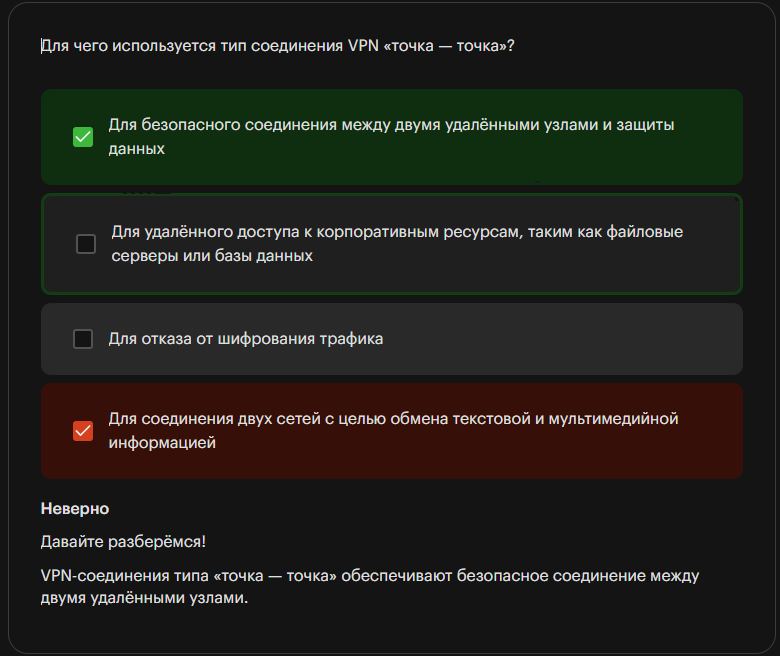 Для чего используется тип соединения VPN «точка — точка»?
Для безопасного соединения между двумя удалёнными узлами и защиты
данных
Для удалённого доступа к корпоративным ресурсам, таким как файловые
серверы или базы данных
Для отказа от шифрования трафика
Для соединения двух сетей с целью обмена текстовой и мультимедийной
информацией
Неверно
Давайте разберёмся!
VPN-соединения типа «точка — точка» обеспечивают безопасное соединение между
двумя удалёнными узлами.